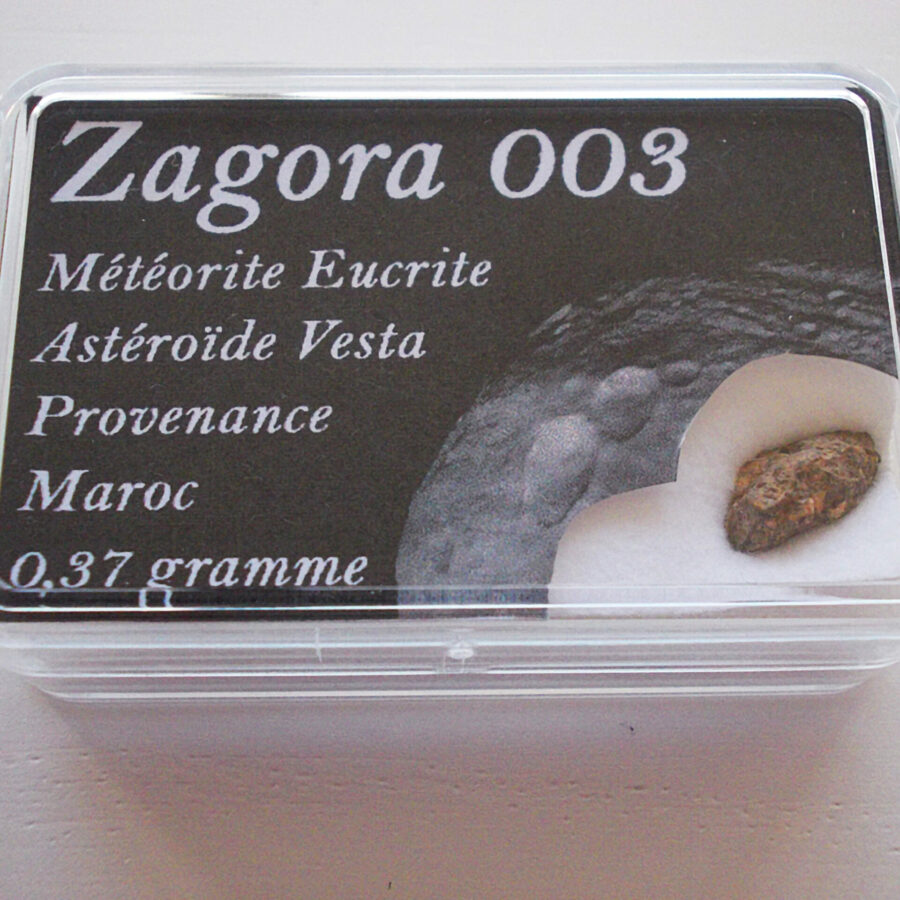 Zagora 003
Météorite Eucrite
Astéroïde Vesta
Provenance
Maroc
0,37 gramme